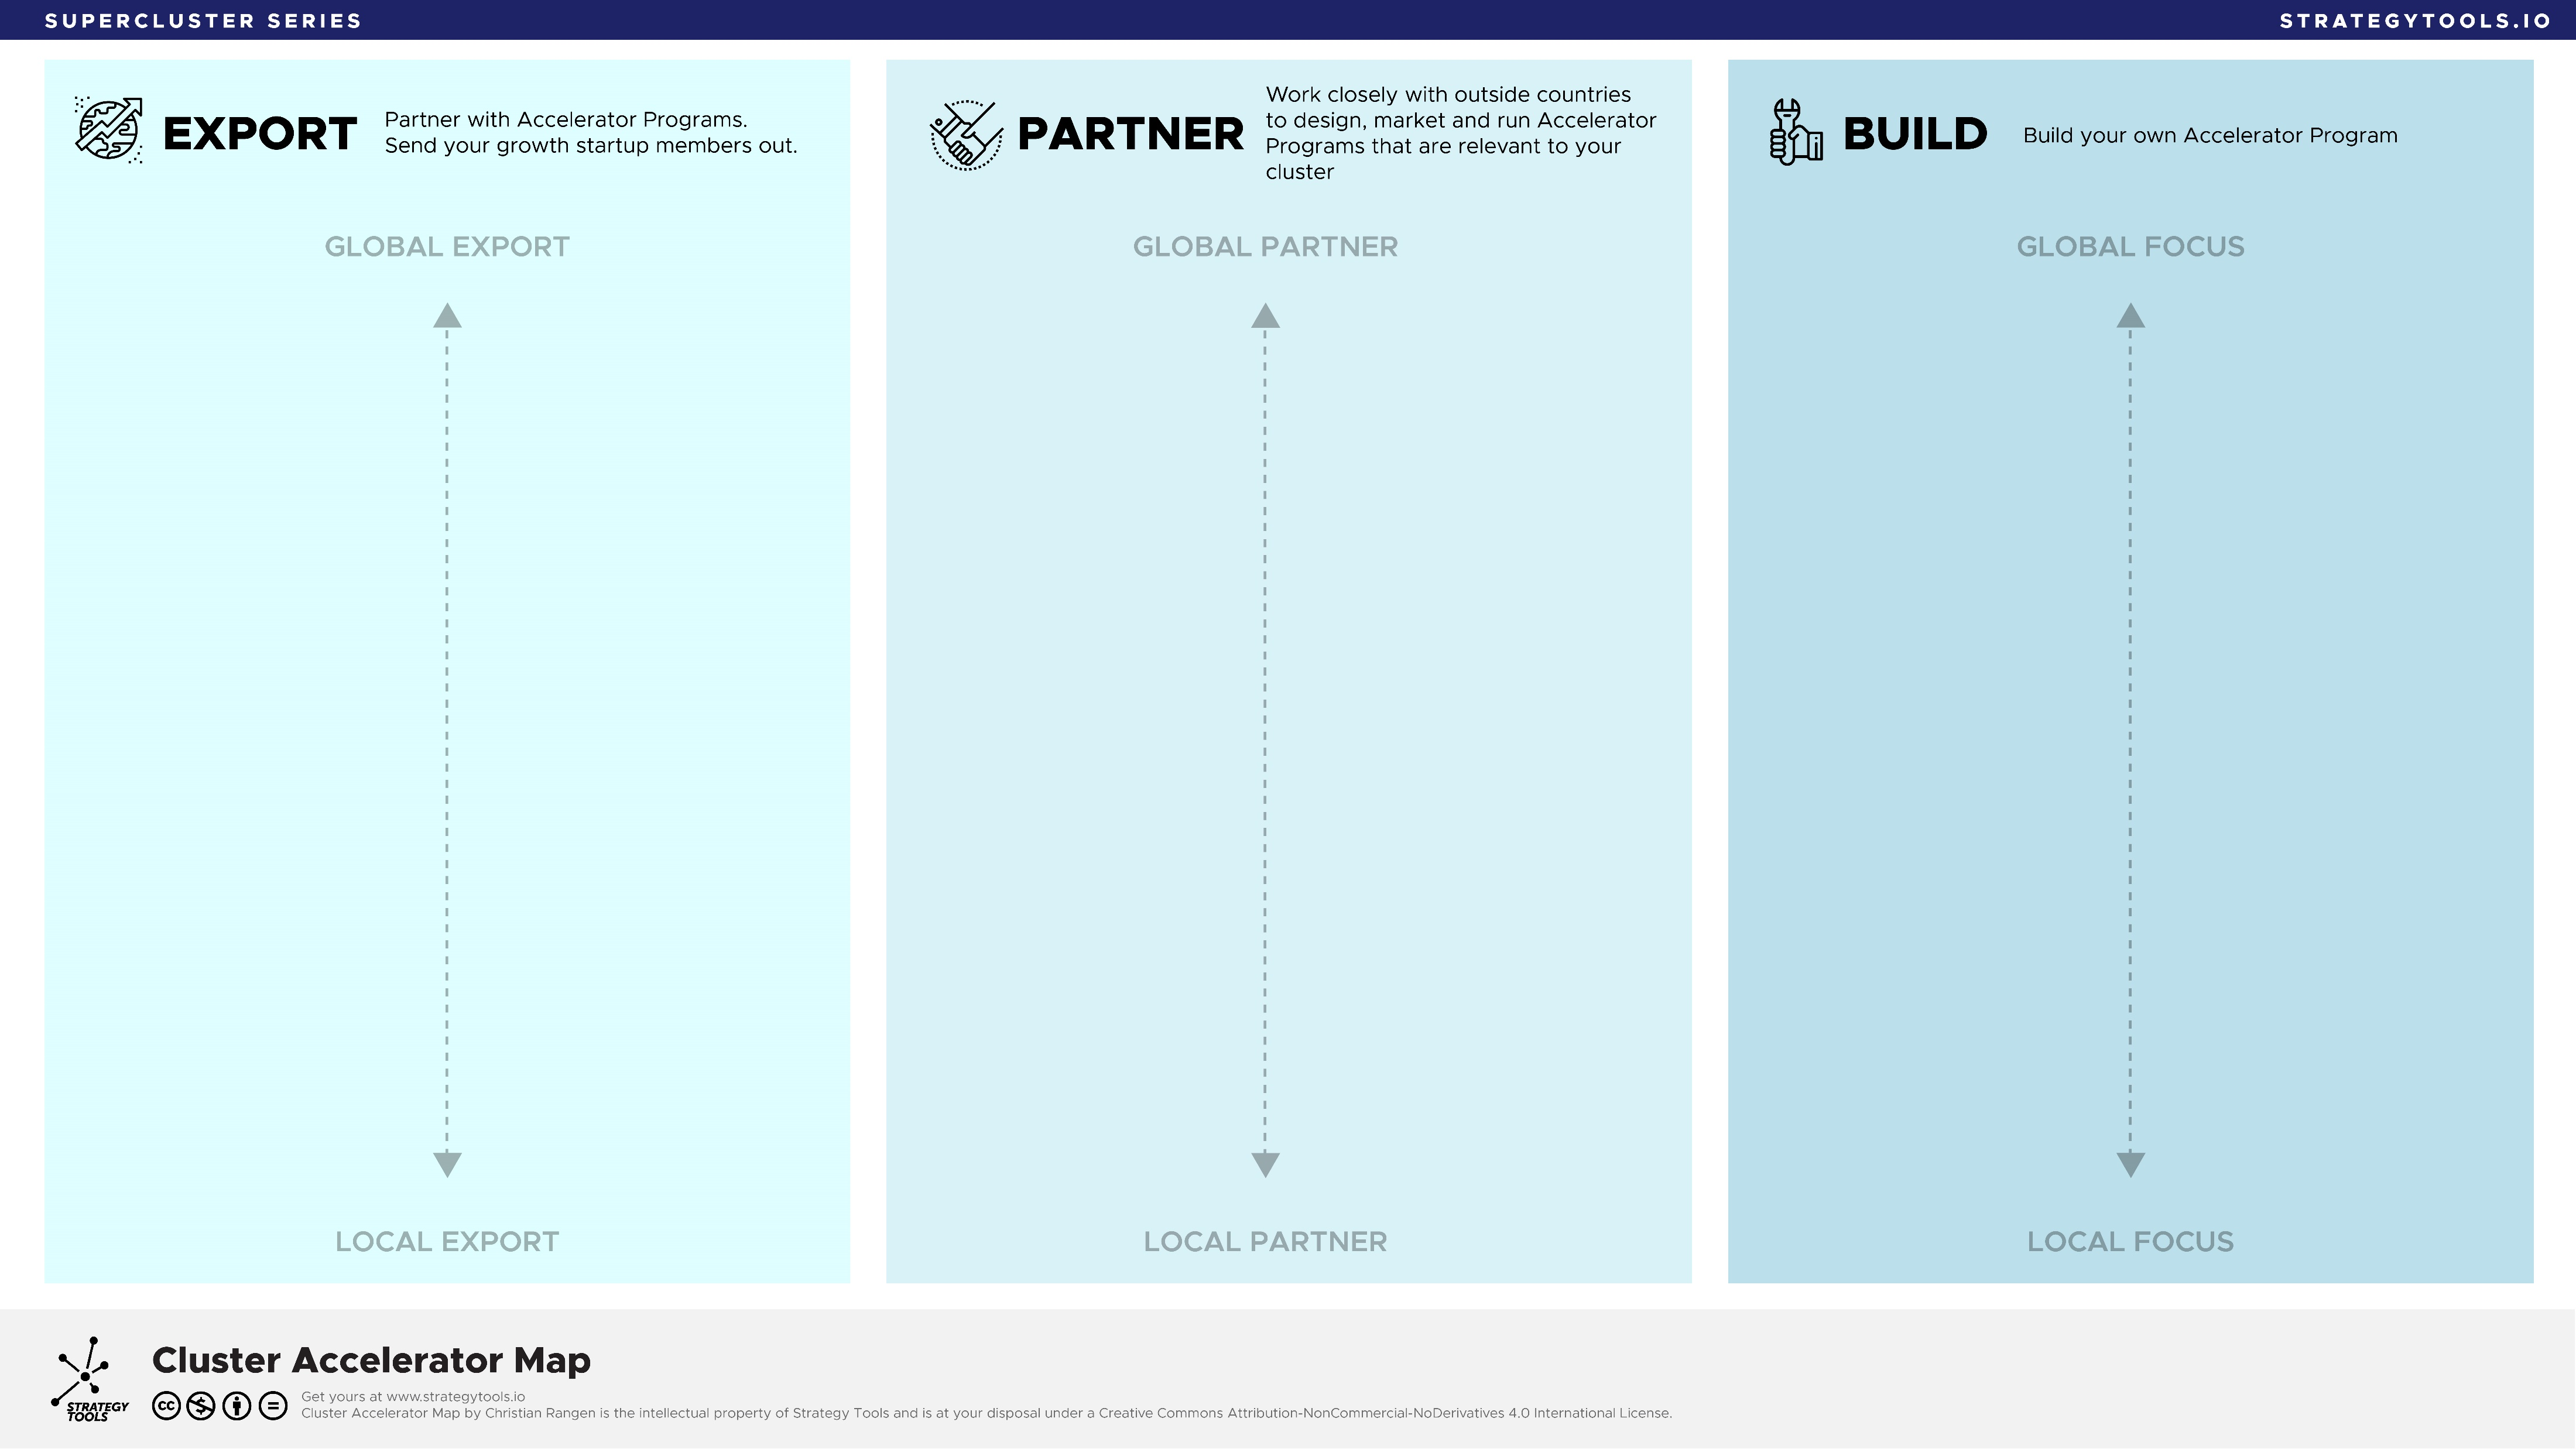 SUPERCLUSTER SERIES
STRATEGYTOOLS.IO
EXPORT
Partner with Accelerator Programs.
Send your growth startup members out.
GLOBAL EXPORT
LOCAL EXPORT
PARTNER
Work closely with outside countries
to design, market and run Accelerator
Programs that are relevant to your
cluster
GLOBAL PARTNER
LOCAL PARTNER
BUILD
Build your own Accelerator Program
GLOBAL FOCUS
LOCAL FOCUS
STRATEGY
TOOLS
Cluster Accelerator Map
cc
Get yours at www.strategytools.io
Cluster Accelerator Map by Christian Rangen is the intellectual property of Strategy Tools and is at your disposal under a Creative Commons Attribution-NonCommercial-NoDerivatives 4.0 International License.